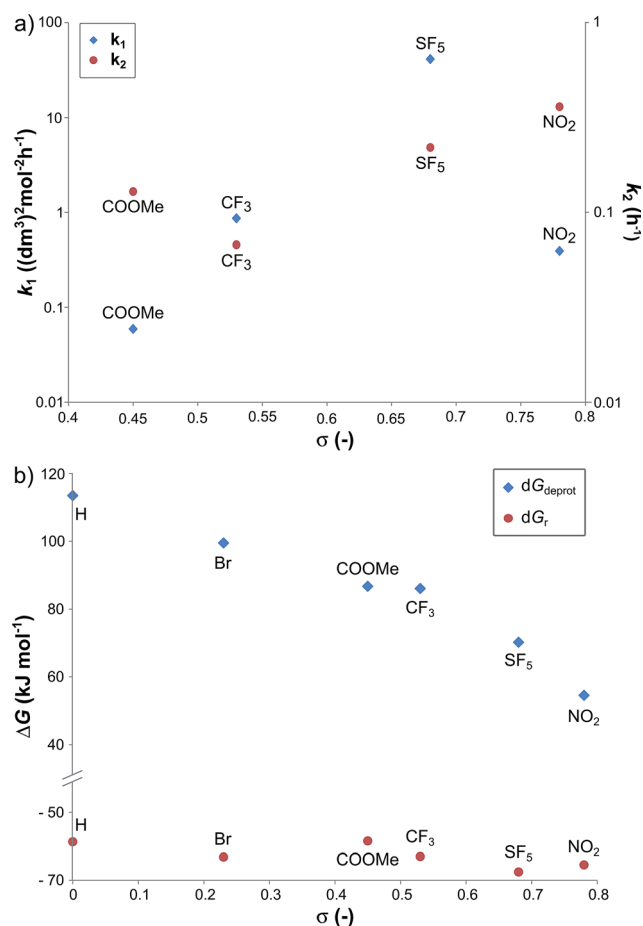 a)
k₁
k₂
100
10
1
0.1
0.01
k₁ ((dm³)²mol⁻²h⁻¹)
1
0.1
0.01
k₂ (h⁻¹)
SF₅
SF₅
NO₂
NO₂
COOMe
CF₃
CF₃
COOMe
0.4 0.45 0.5 0.55 0.6 0.65 0.7 0.75 0.8
σ (-)
b)
dG_deprot
dG_r
120
100
80
60
40
- 50
- 70
ΔG (kJ mol⁻¹)
H
Br
COOMe
CF₃
SF₅
NO₂
H
Br
COOMe
CF₃
SF₅
NO₂
0 0.1 0.2 0.3 0.4 0.5 0.6 0.7 0.8
σ (-)